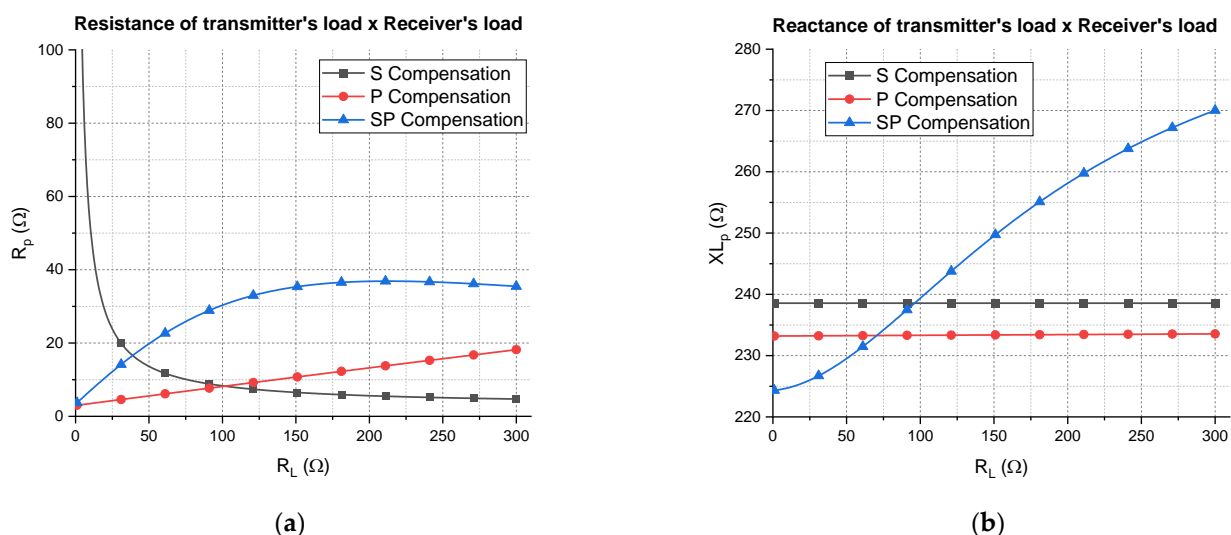 Resistance of transmitter's load x Receiver's load
100
80
60
40
20
0
R_p (Ω)
S Compensation
P Compensation
SP Compensation
0 50 100 150 200 250 300
R_L (Ω)
(a)
Reactance of transmitter's load x Receiver's load
280
270
260
250
240
230
220
XL_p (Ω)
S Compensation
P Compensation
SP Compensation
0 50 100 150 200 250 300
R_L (Ω)
(b)